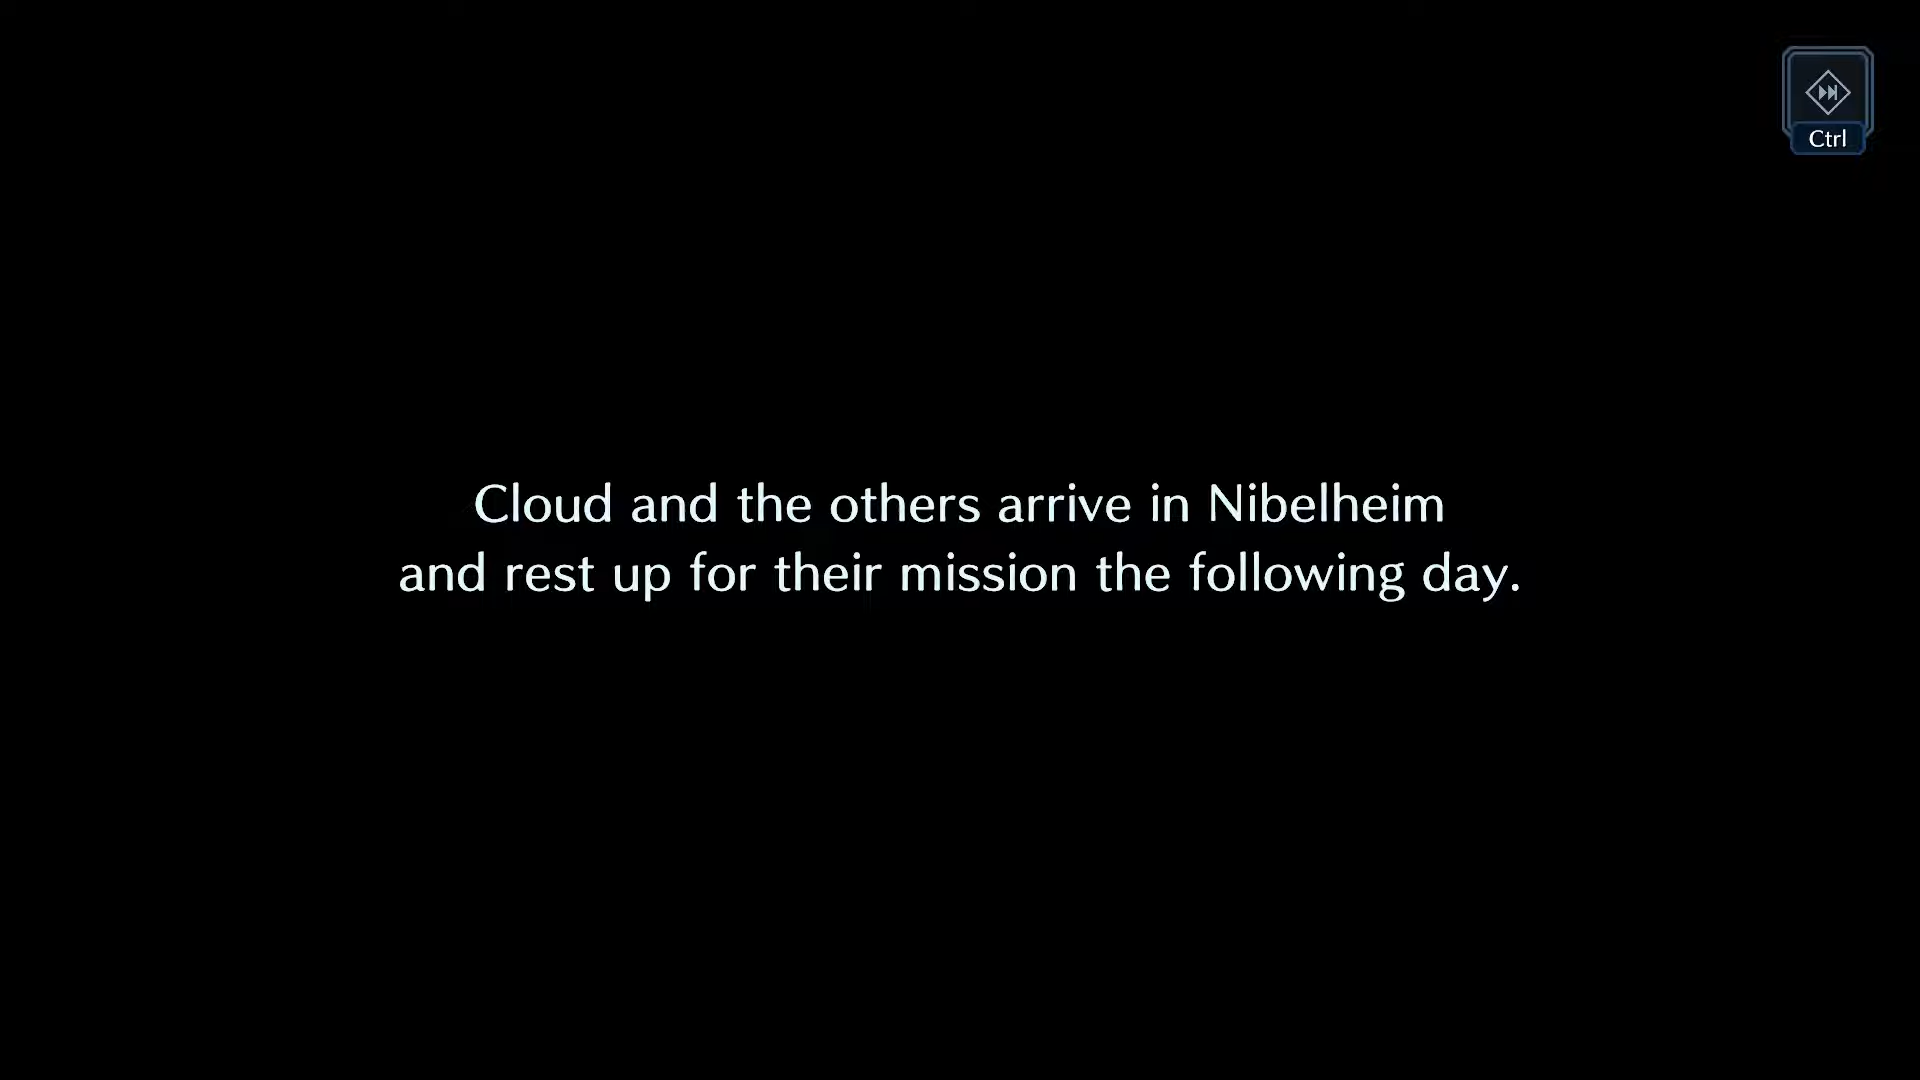 Ctrl
Cloud and the others arrive in Nibelheim
and rest up for their mission the following day.